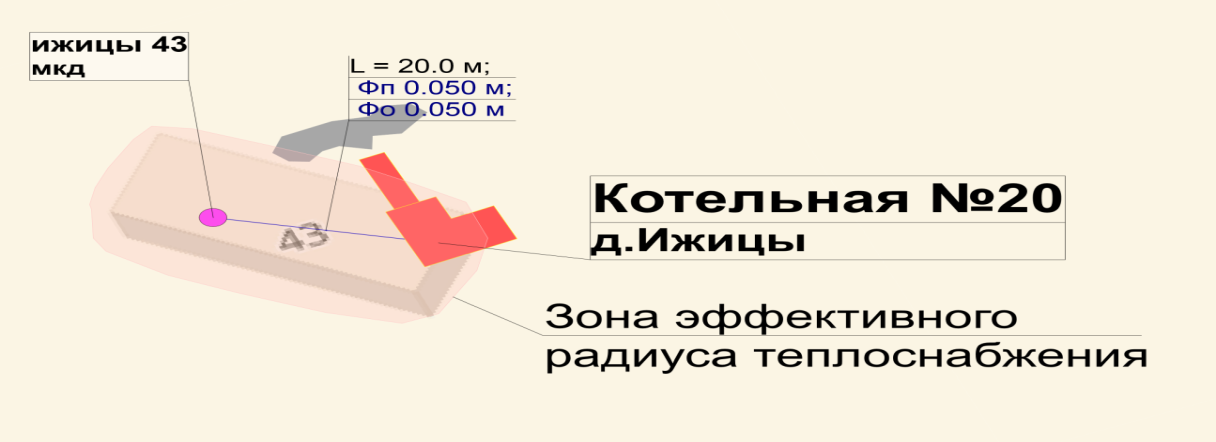 ижицы 43
мкд
L = 20.0 м;
Фп 0.050 м;
Фо 0.050 м
43
Котельная №20
д.Ижицы
Зона эффективного
радиуса теплоснабжения